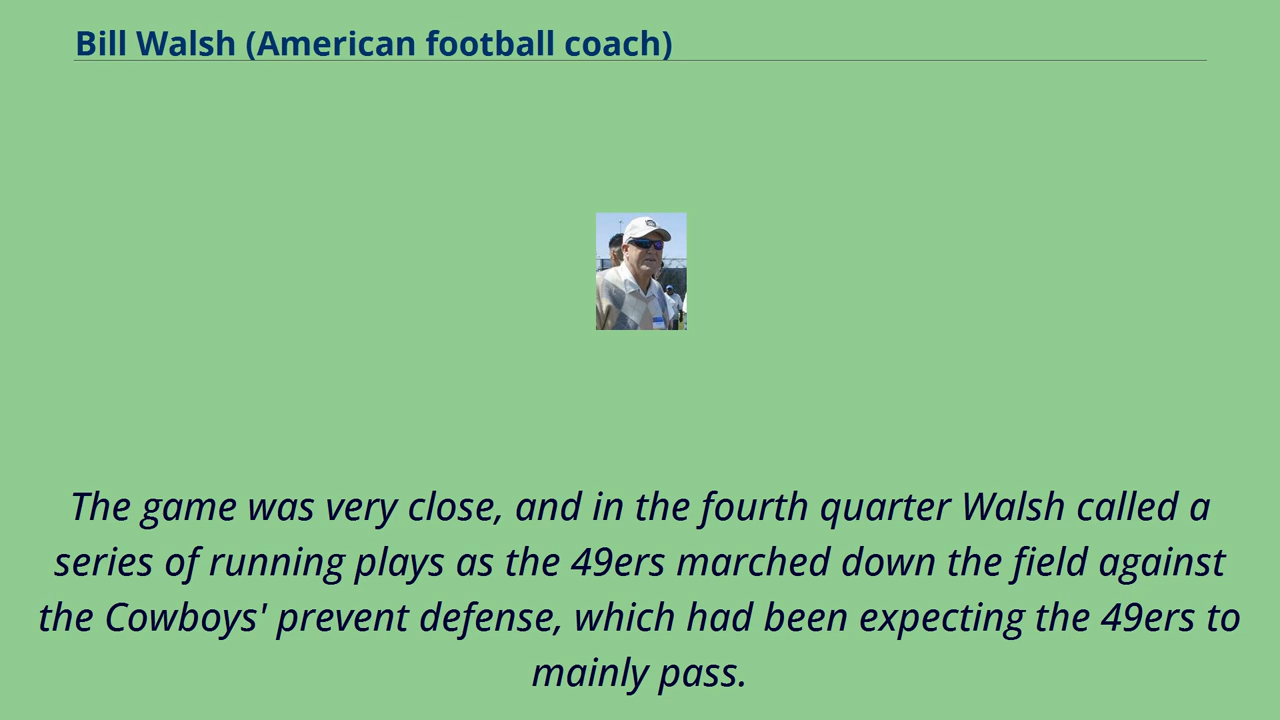 Bill Walsh (American football coach)
The game was very close, and in the fourth quarter Walsh called a
series of running plays as the 49ers marched down the field against
the Cowboys' prevent defense, which had been expecting the 49ers to
mainly pass.